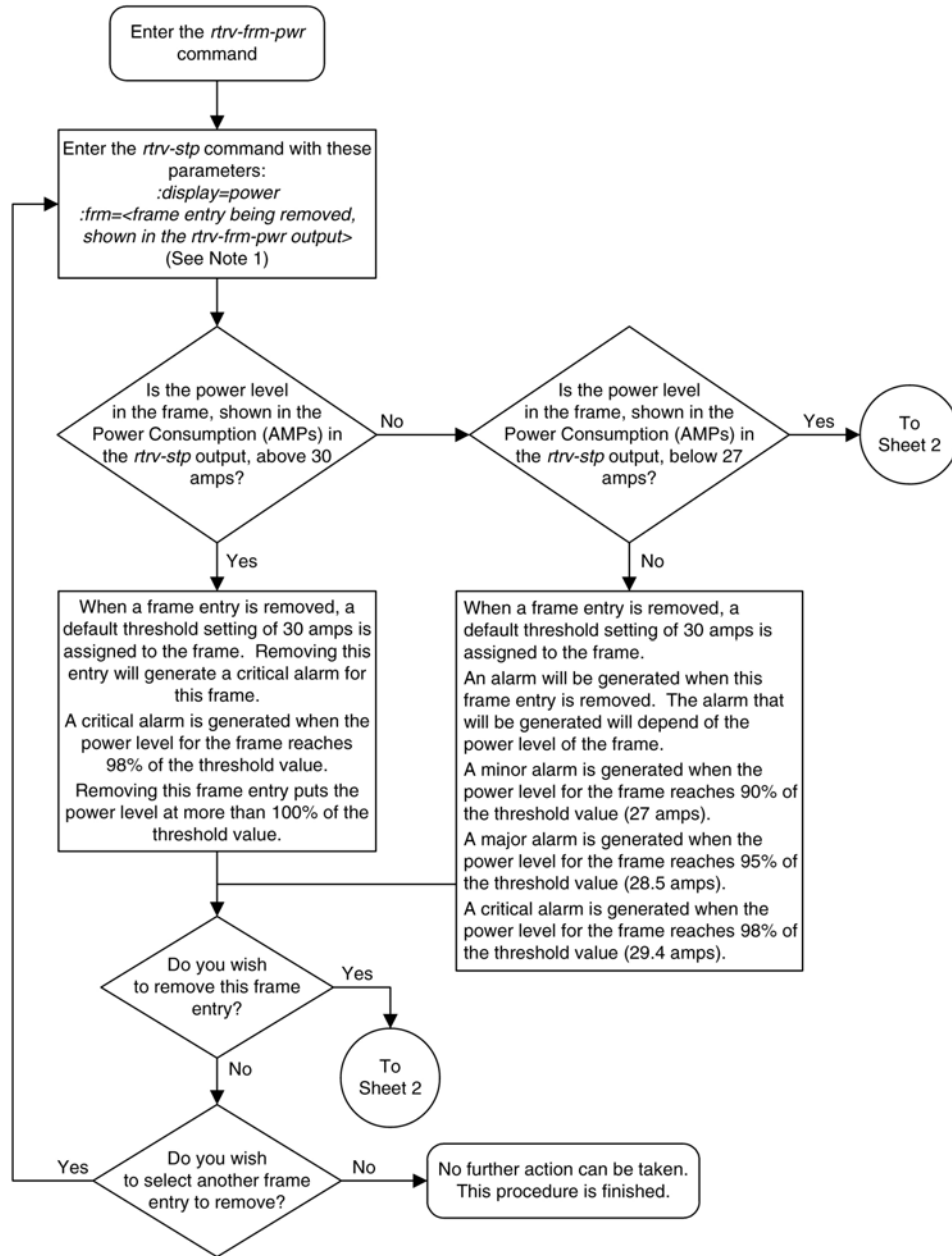 Enter the rtrv-frm-pwr
command
Enter the rtrv-stp command with these
parameters:
:display=power
:frm=<frame entry being removed,
shown in the rtrv-frm-pwr output>
(See Note 1)
Is the power level
in the frame, shown in the
Power Consumption (AMPs) in
the rtrv-stp output, above 30
amps?
No
Is the power level
in the frame, shown in the
Power Consumption (AMPs) in
the rtrv-stp output, below 27
amps?
Yes
To
Sheet 2
Yes
No
When a frame entry is removed, a
default threshold setting of 30 amps is
assigned to the frame. Removing this
entry will generate a critical alarm for
this frame.
A critical alarm is generated when the
power level for the frame reaches
98% of the threshold value.
Removing this frame entry puts the
power level at more than 100% of the
threshold value.
When a frame entry is removed, a
default threshold setting of 30 amps is
assigned to the frame.
An alarm will be generated when this
frame entry is removed. The alarm that
will be generated will depend of the
power level of the frame.
A minor alarm is generated when the
power level for the frame reaches 90% of
the threshold value (27 amps).
A major alarm is generated when the
power level for the frame reaches 95% of
the threshold value (28.5 amps).
A critical alarm is generated when the
power level for the frame reaches 98% of
the threshold value (29.4 amps).
Do you wish
to remove this frame
entry?
Yes
To
Sheet 2
No
Do you wish
to select another frame
entry to remove?
Yes
No
No further action can be taken.
This procedure is finished.